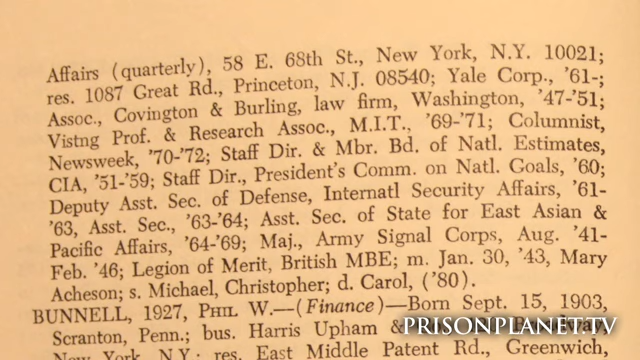 Affairs (quarterly), 58 E. 68th St., New York, N.Y. 10021;
res. 1087 Great Rd., Princeton, N.J. 08540; Yale Corp., '61-;
Assoc., Covington & Burling, law firm, Washington, '47-'51;
Vistng Prof. & Research Assoc., M.I.T., '69-'71; Columnist,
Newsweek, '70-'72; Staff Dir. & Mbr. Bd. of Natl. Estimates,
CIA, '51-'59; Staff Dir., President's Comm. on Natl. Goals, '60;
Deputy Asst. Sec. of Defense, Internatl Security Affairs, '61-
'63, Asst. Sec., '63-'64; Asst. Sec. of State for East Asian &
Pacific Affairs, '64-'69; Maj., Army Signal Corps, Aug. '41-
Feb. '46; Legion of Merit, British MBE; m. Jan. 30, '43, Mary
Acheson; s. Michael, Christopher; d. Carol, ('80).
BUNNELL, 1927, PHIL W.—(Finance)—Born Sept. 15, 1903,
Scranton, Penn.; bus. Harris Upham &
New York, N.Y.; res. East Middle Patent Rd., Greenwich,
PRISONPLANET.TV